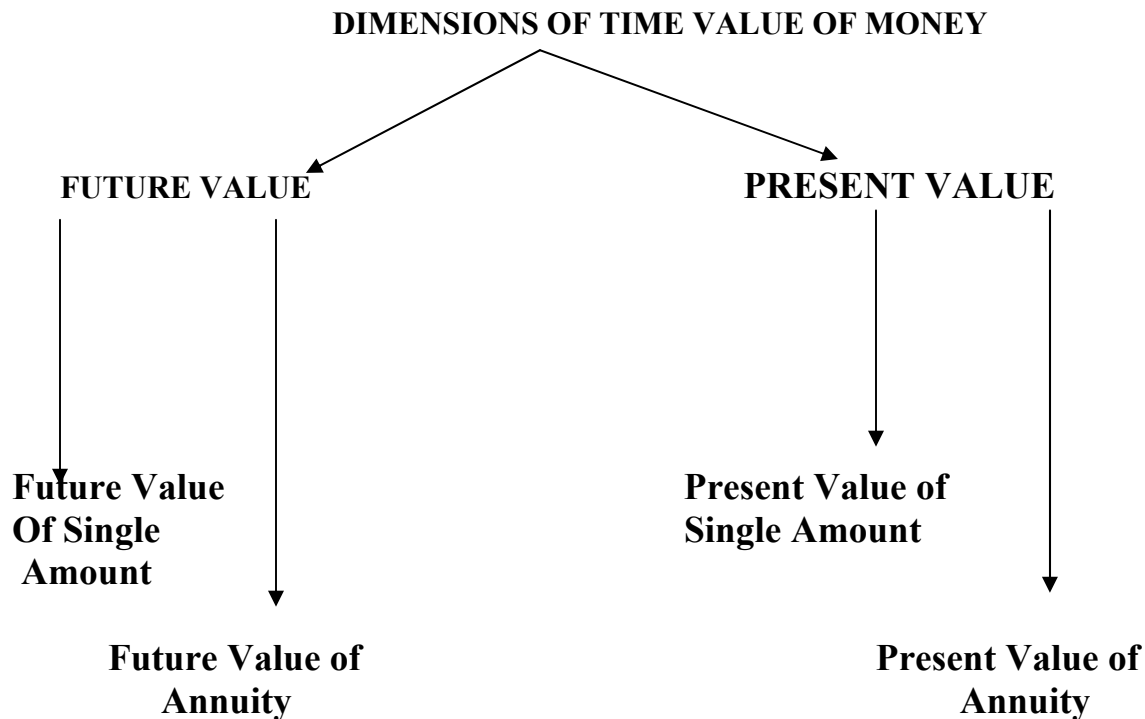 DIMENSIONS OF TIME VALUE OF MONEY
FUTURE VALUE
PRESENT VALUE
Future Value
Of Single
Amount
Present Value of
Single Amount
Future Value of
Annuity
Present Value of
Annuity